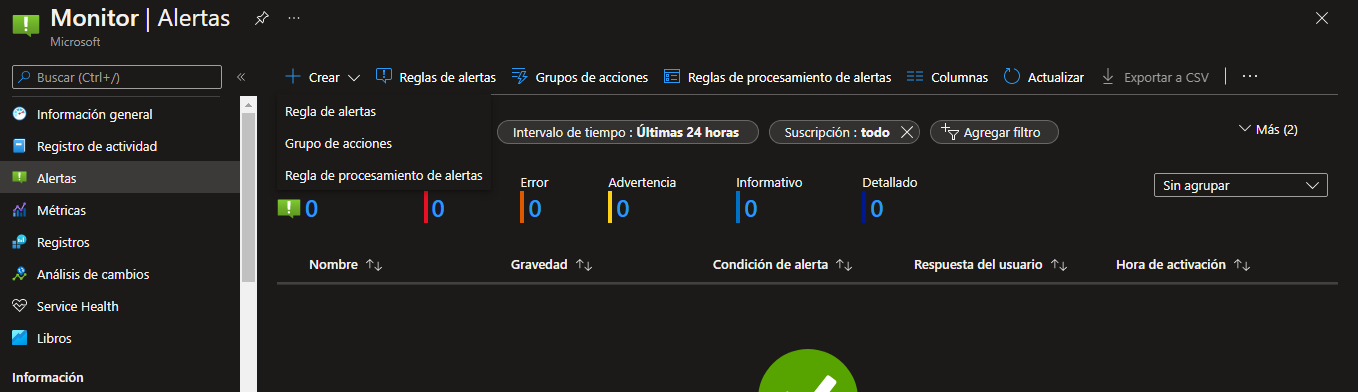 Monitor | Alertas
Microsoft
Buscar (Ctrl+/)
Información general
Registro de actividad
Alertas
Métricas
Registros
Análisis de cambios
Service Health
Libros
Información
Crear
Reglas de alertas
Grupos de acciones
Reglas de procesamiento de alertas
Columnas
Actualizar
Exportar a CSV
Regla de alertas
Grupo de acciones
Regla de procesamiento de alertas
Intervalo de tiempo : Últimas 24 horas
Suscripción : todo
Agregar filtro
Más (2)
Error
Advertencia
Informativo
Detallado
Sin agrupar
0
0
0
0
0
0
Nombre
Gravedad
Condición de alerta
Respuesta del usuario
Hora de activación